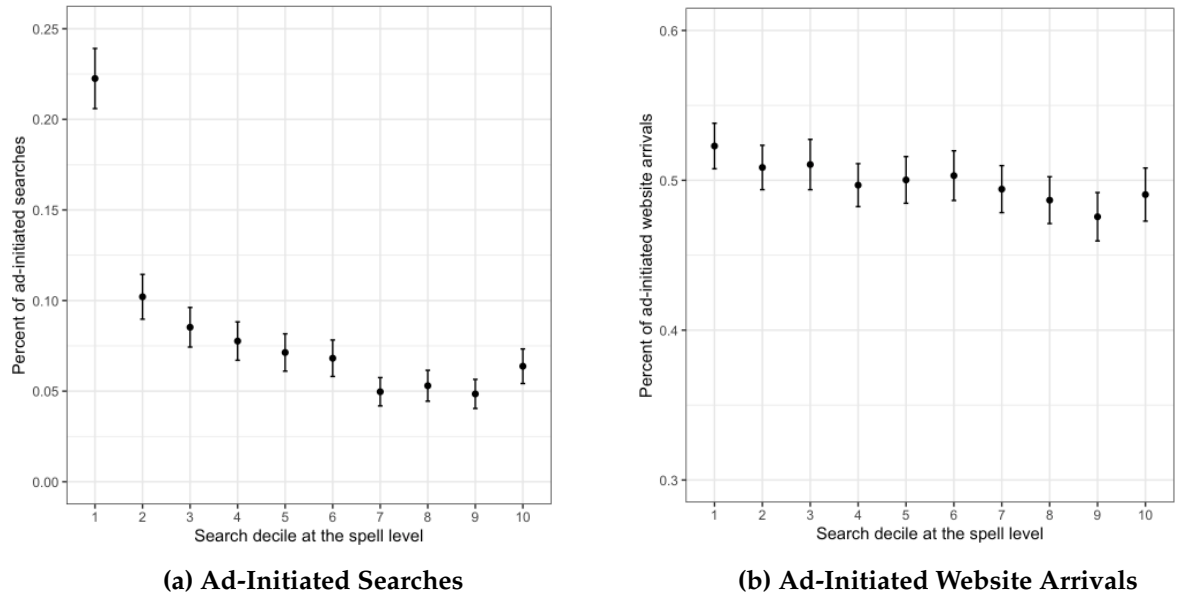 Percent of ad-initiated searches
0.25
0.20
0.15
0.10
0.05
0.00
1 2 3 4 5 6 7 8 9 10
Search decile at the spell level
(a) Ad-Initiated Searches
Percent of ad-initiated website arrivals
0.6
0.5
0.4
0.3
1 2 3 4 5 6 7 8 9 10
Search decile at the spell level
(b) Ad-Initiated Website Arrivals